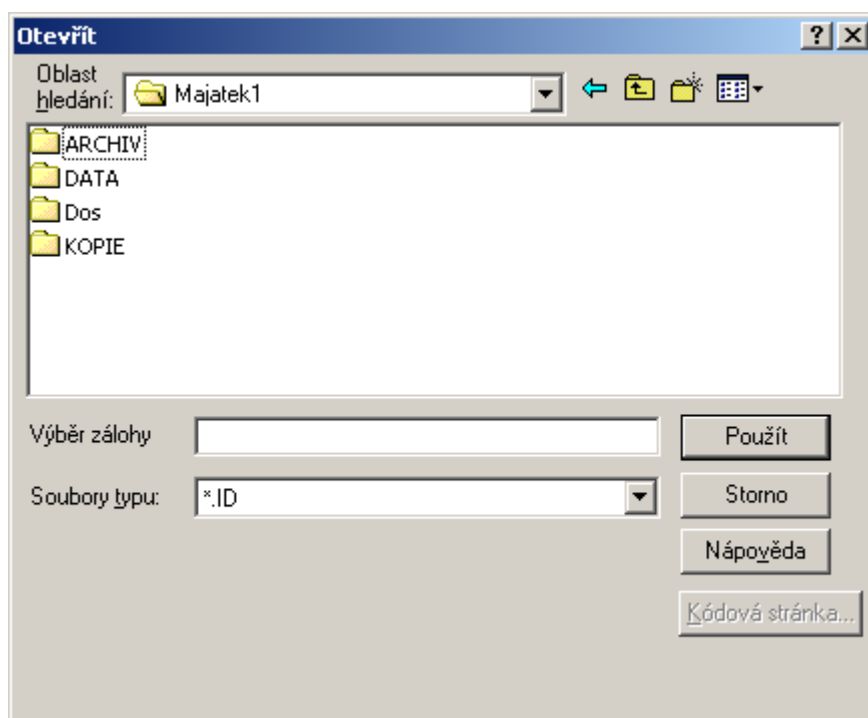 Otevřít
Oblast
hledání:
Majatek1
ARCHIV
DATA
Dos
KOPIE
Výběr zálohy
Použít
Soubory typu:
*.ID
Storno
Nápověda
Kódová stránka...